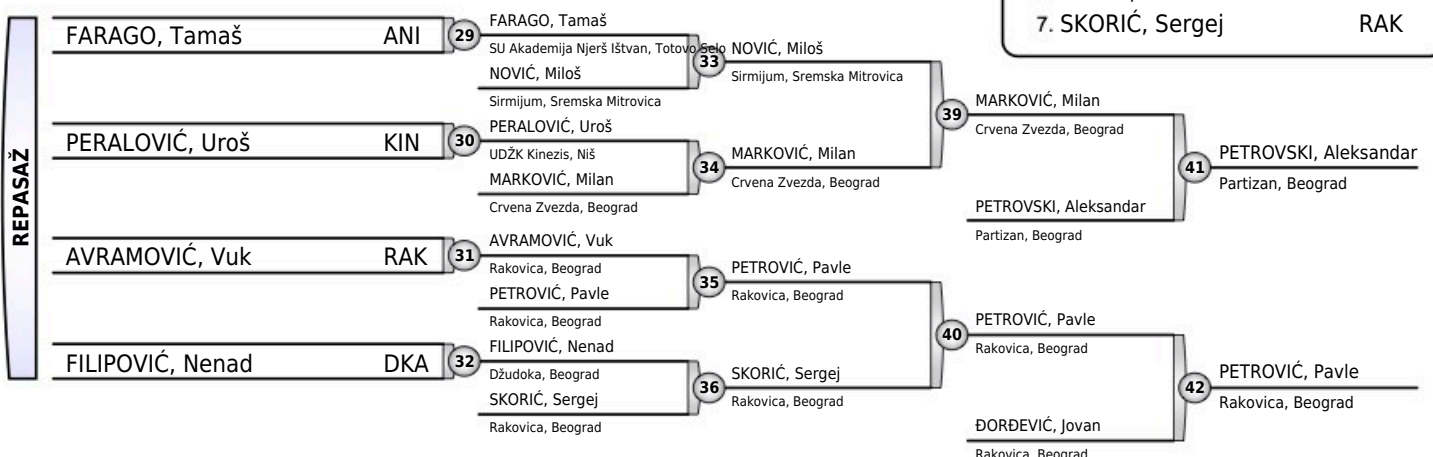 7. SKORIĆ, Sergej RAK
REPASAŽ
FARAGO, Tamaš ANI
PERALOVIĆ, Uroš KIN
AVRAMOVIĆ, Vuk RAK
FILIPOVIĆ, Nenad DKA
29
FARAGO, Tamaš
SU Akademija Njerš Ištvan, Totovo Selo
NOVIĆ, Miloš
Sirmijum, Sremska Mitrovica
30
PERALOVIĆ, Uroš
UDŽK Kinezis, Niš
MARKOVIĆ, Milan
Crvena Zvezda, Beograd
31
AVRAMOVIĆ, Vuk
Rakovica, Beograd
PETROVIĆ, Pavle
Rakovica, Beograd
32
FILIPOVIĆ, Nenad
Džudoka, Beograd
SKORIĆ, Sergej
Rakovica, Beograd
33
NOVIĆ, Miloš
Sirmijum, Sremska Mitrovica
34
MARKOVIĆ, Milan
Crvena Zvezda, Beograd
35
PETROVIĆ, Pavle
Rakovica, Beograd
36
SKORIĆ, Sergej
Rakovica, Beograd
39
MARKOVIĆ, Milan
Crvena Zvezda, Beograd
PETROVSKI, Aleksandar
Partizan, Beograd
40
PETROVIĆ, Pavle
Rakovica, Beograd
ĐORĐEVIĆ, Jovan
Rakovica, Beograd
41
PETROVSKI, Aleksandar
Partizan, Beograd
42
PETROVIĆ, Pavle
Rakovica, Beograd